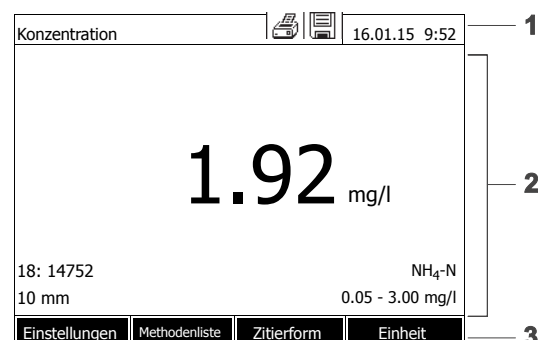 Konzentration 16.01.15 9:52 1
1.92 mg/l 2
18: 14752 NH₄-N
10 mm 0.05 - 3.00 mg/l
Einstellungen Methodenliste Zitierform Einheit 3